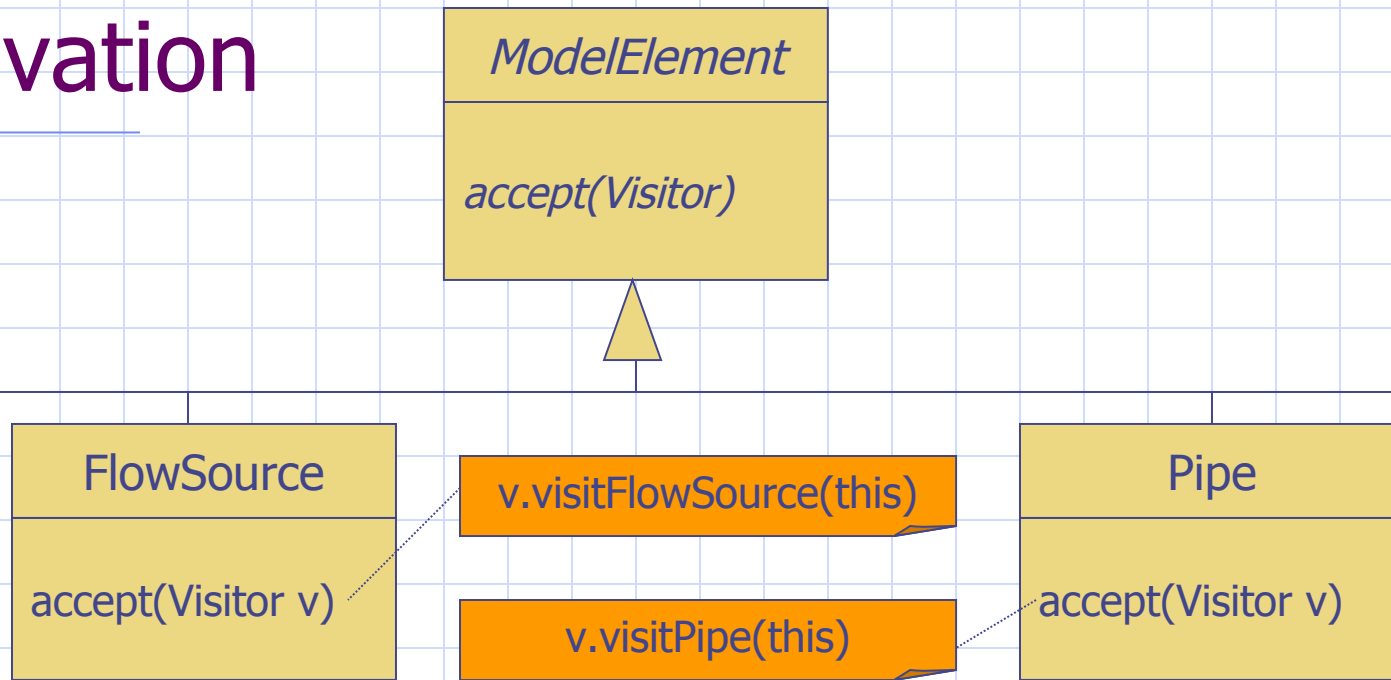 vation
ModelElement
accept(Visitor)
FlowSource
v.visitFlowSource(this)
Pipe
accept(Visitor v)
v.visitPipe(this)
accept(Visitor v)